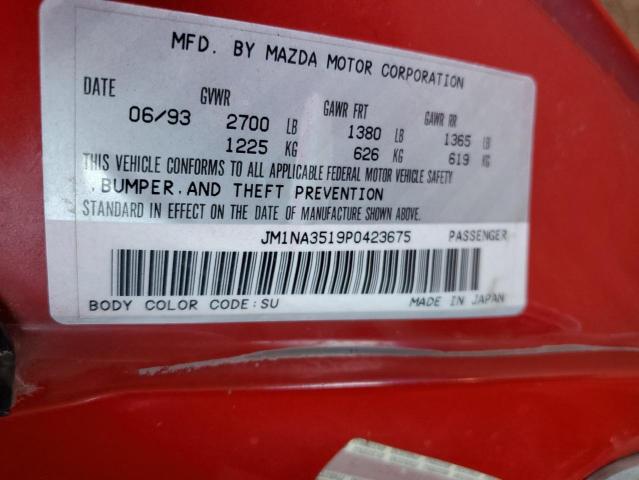 MFD. BY MAZDA MOTOR CORPORATION
DATE GVWR GAWR FRT GAWR RR
06/93 2700 LB 1380 LB 1365 LB
1225 KG 626 KG 619 KG
THIS VEHICLE CONFORMS TO ALL APPLICABLE FEDERAL MOTOR VEHICLE SAFETY
,BUMPER,AND THEFT PREVENTION
STANDARD IN EFFECT ON THE DATE OF MANUFACTURE SHOWN ABOVE.
JM1NA3519P0423675 PASSENGER
BODY COLOR CODE:SU MADE IN JAPAN